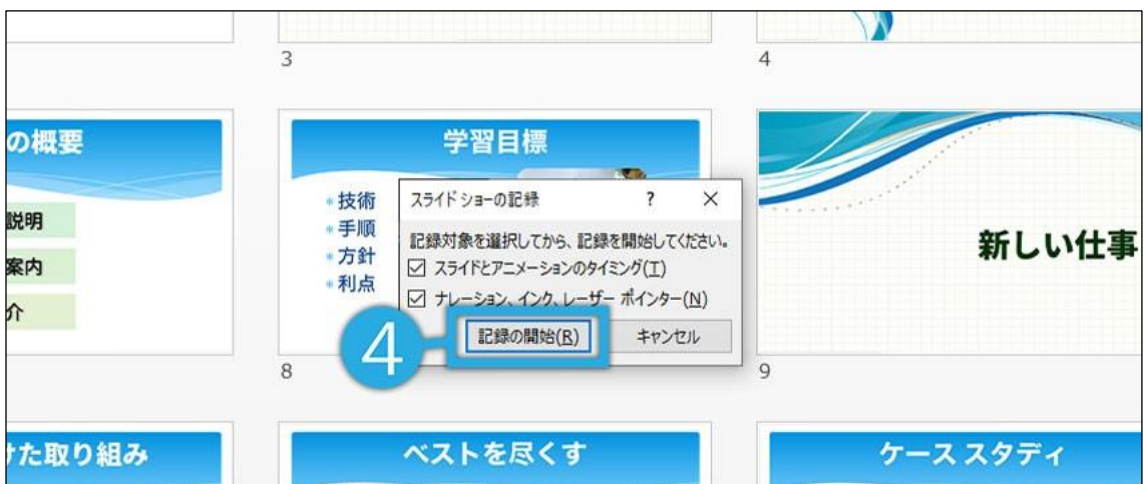 3
4
の概要
説明
案内
介
学習目標
技術
手順
方針
利点
スライド ショーの記録 ? ×
記録対象を選択してから、記録を開始してください。
スライドとアニメーションのタイミング(T)
ナレーション、インク、レーザー ポインター(N)
4
記録の開始(R) キャンセル
新しい仕事
8
9
けた取り組み
ベストを尽くす
ケース スタディ